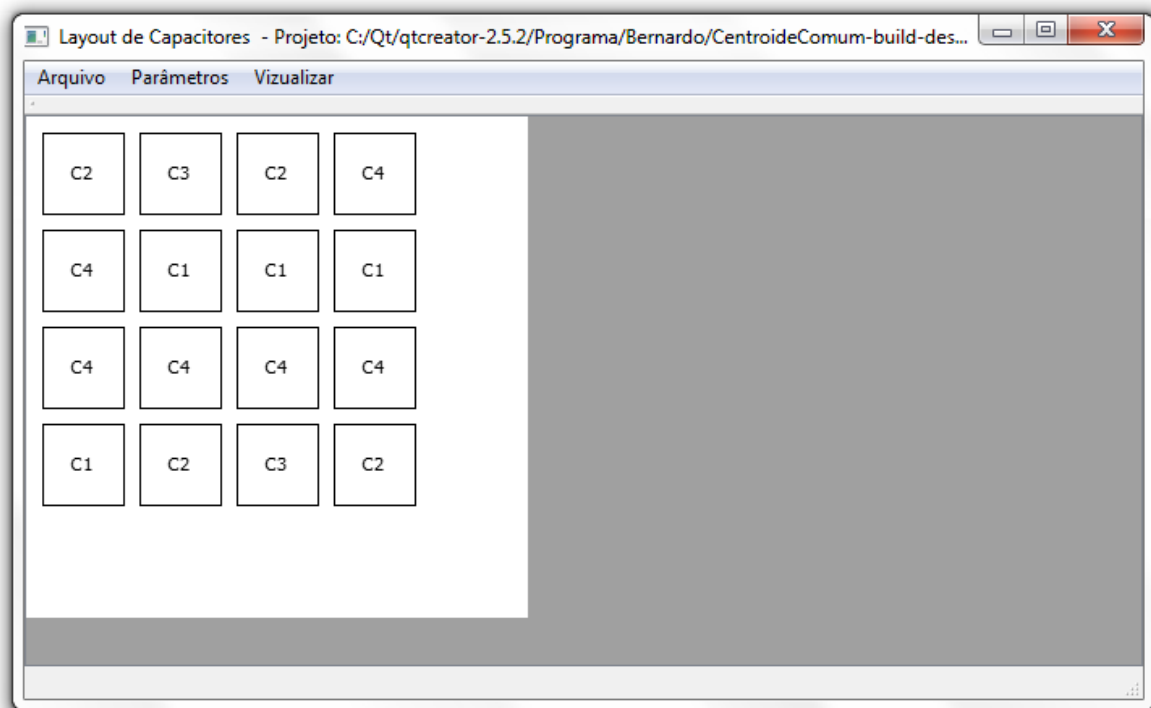 Layout de Capacitores - Projeto: C:/Qt/qtcreator-2.5.2/Programa/Bernardo/CentroideComum-build-des...
Arquivo Parâmetros Vizualizar
C2 C3 C2 C4
C4 C1 C1 C1
C4 C4 C4 C4
C1 C2 C3 C2